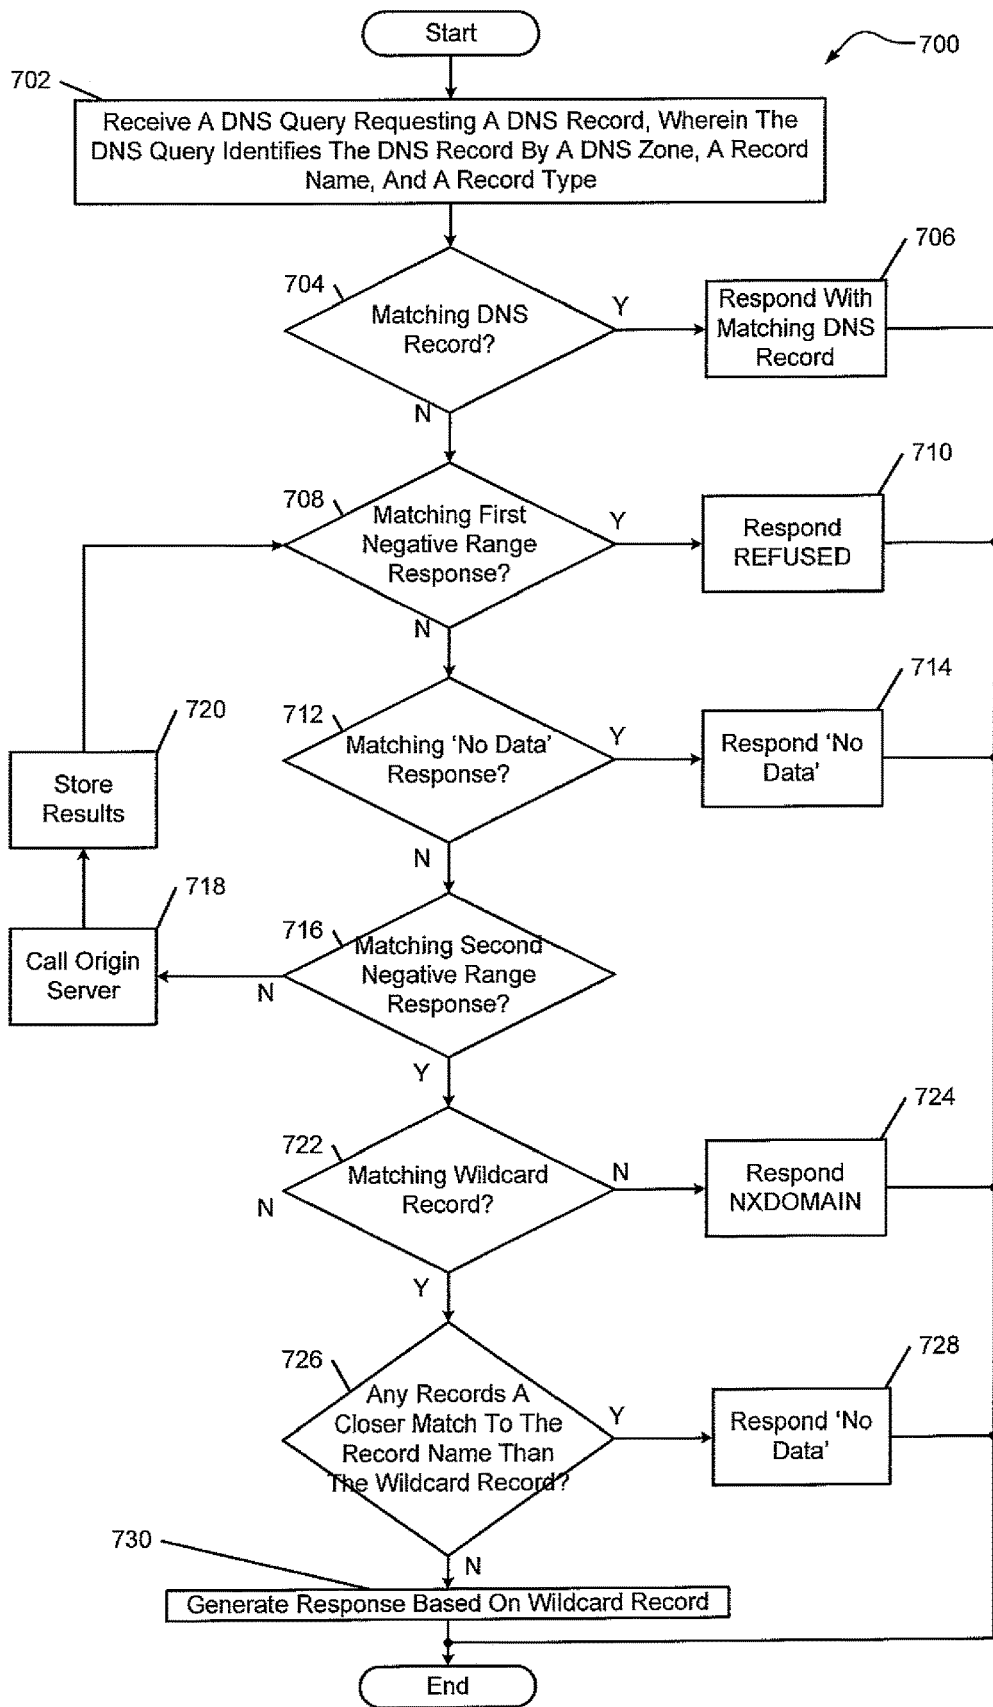 Start
700
702
Receive A DNS Query Requesting A DNS Record, Wherein The
DNS Query Identifies The DNS Record By A DNS Zone, A Record
Name, And A Record Type
704
Matching DNS
Record?
Y
N
706
Respond With
Matching DNS
Record
708
Matching First
Negative Range
Response?
Y
N
710
Respond
REFUSED
712
Matching ‘No Data’
Response?
Y
N
714
Respond ‘No
Data’
720
Store
Results
718
Call Origin
Server
716
Matching Second
Negative Range
Response?
N
Y
722
Matching Wildcard
Record?
N
N
Y
724
Respond
NXDOMAIN
726
Any Records A
Closer Match To The
Record Name Than
The Wildcard Record?
Y
N
728
Respond ‘No
Data’
730
Generate Response Based On Wildcard Record
End